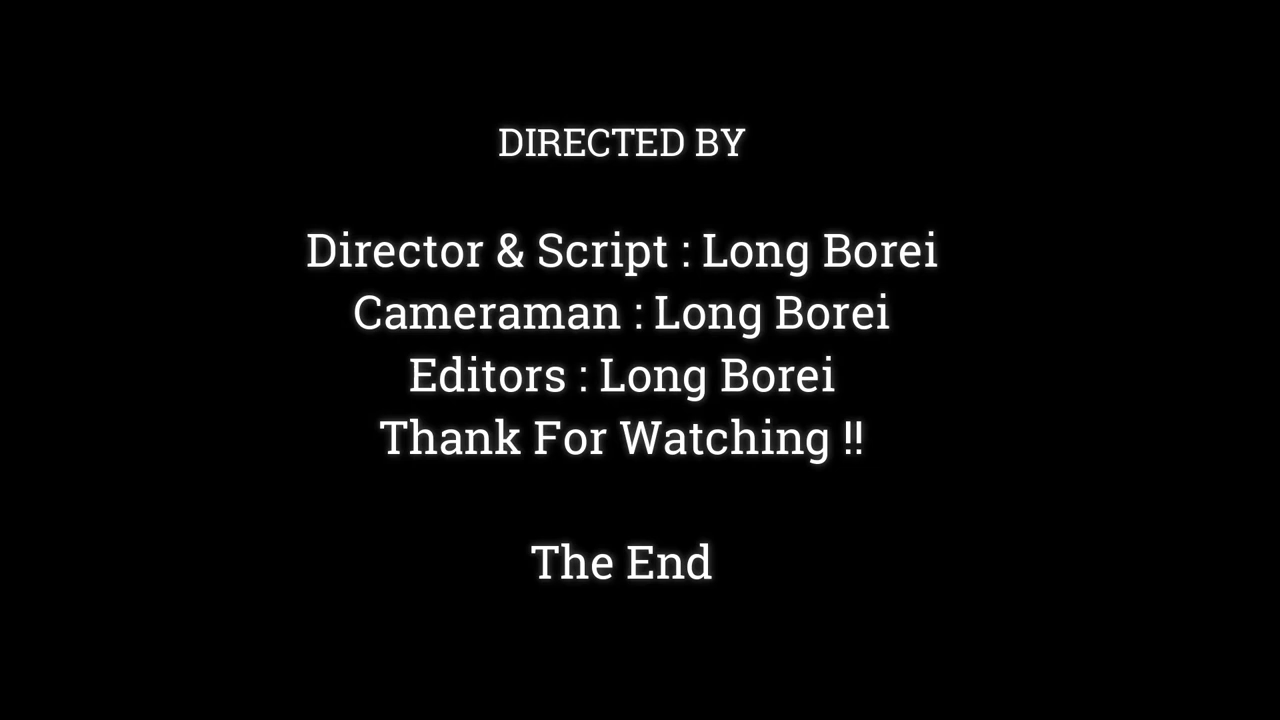 DIRECTED BY
Director & Script : Long Borei
Cameraman : Long Borei
Editors : Long Borei
Thank For Watching !!
The End